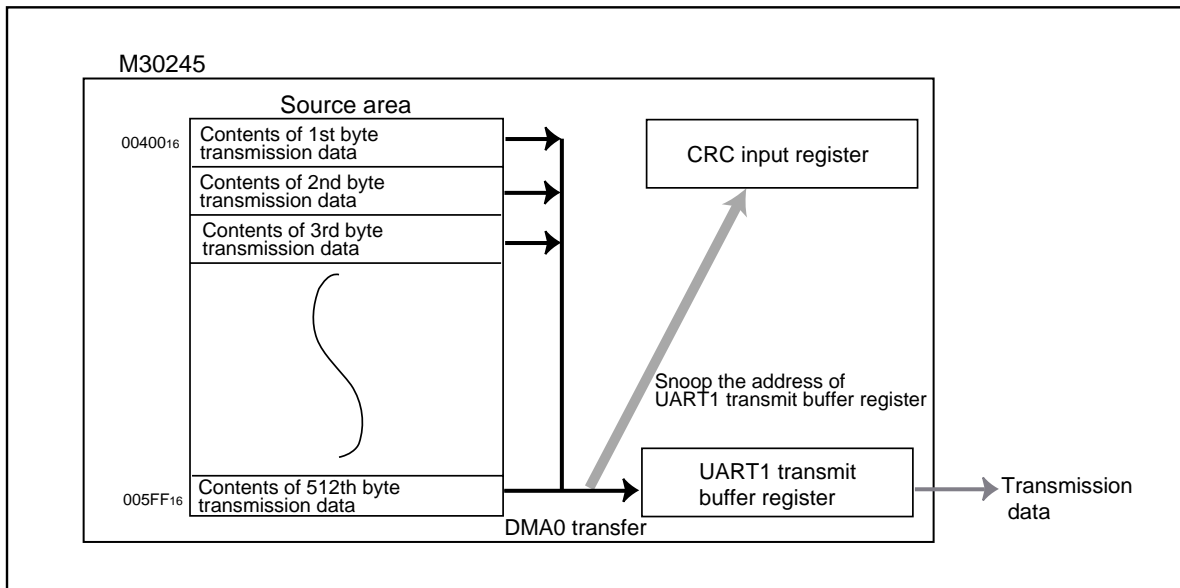 M30245
Source area
0040016
Contents of 1st byte
transmission data
Contents of 2nd byte
transmission data
Contents of 3rd byte
transmission data
CRC input register
Snoop the address of
UART1 transmit buffer register
005FF16
Contents of 512th byte
transmission data
DMA0 transfer
UART1 transmit
buffer register
Transmission
data